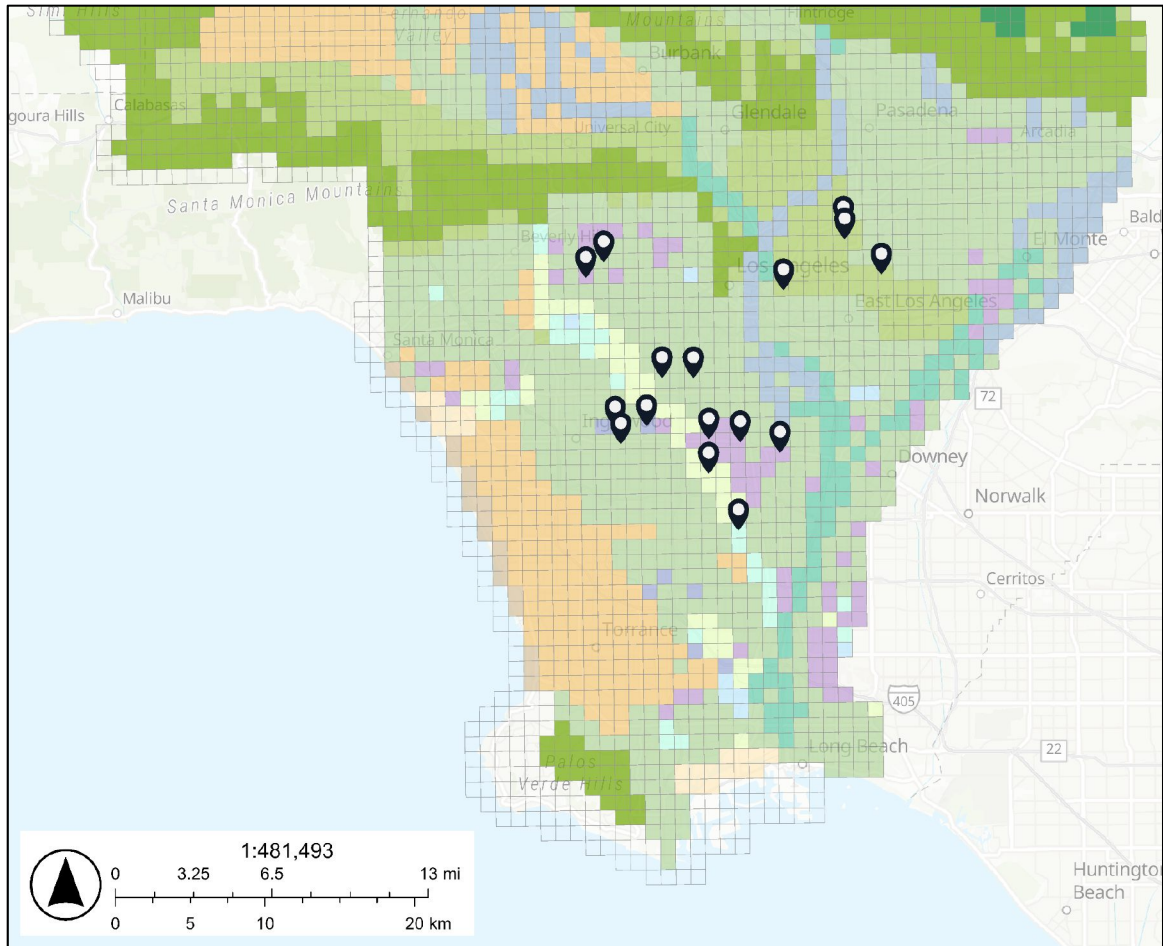 Simi Hills
Fernando
Valley
Mountains
Flintridge
Burbank
Calabasas
goura Hills
Glendale
Pasadena
Universal City
Arcadia
Santa Monica Mountains
Beverly Hills
El Monte
Bald
Los Angeles
Malibu
East Los Angeles
Santa Monica
72
Inglewood
Downey
Norwalk
Cerritos
Torrance
405
Long Beach
22
Palos
Verde Hills
1:481,493
0 3.25 6.5 13 mi
0 5 10 20 km
Huntington
Beach